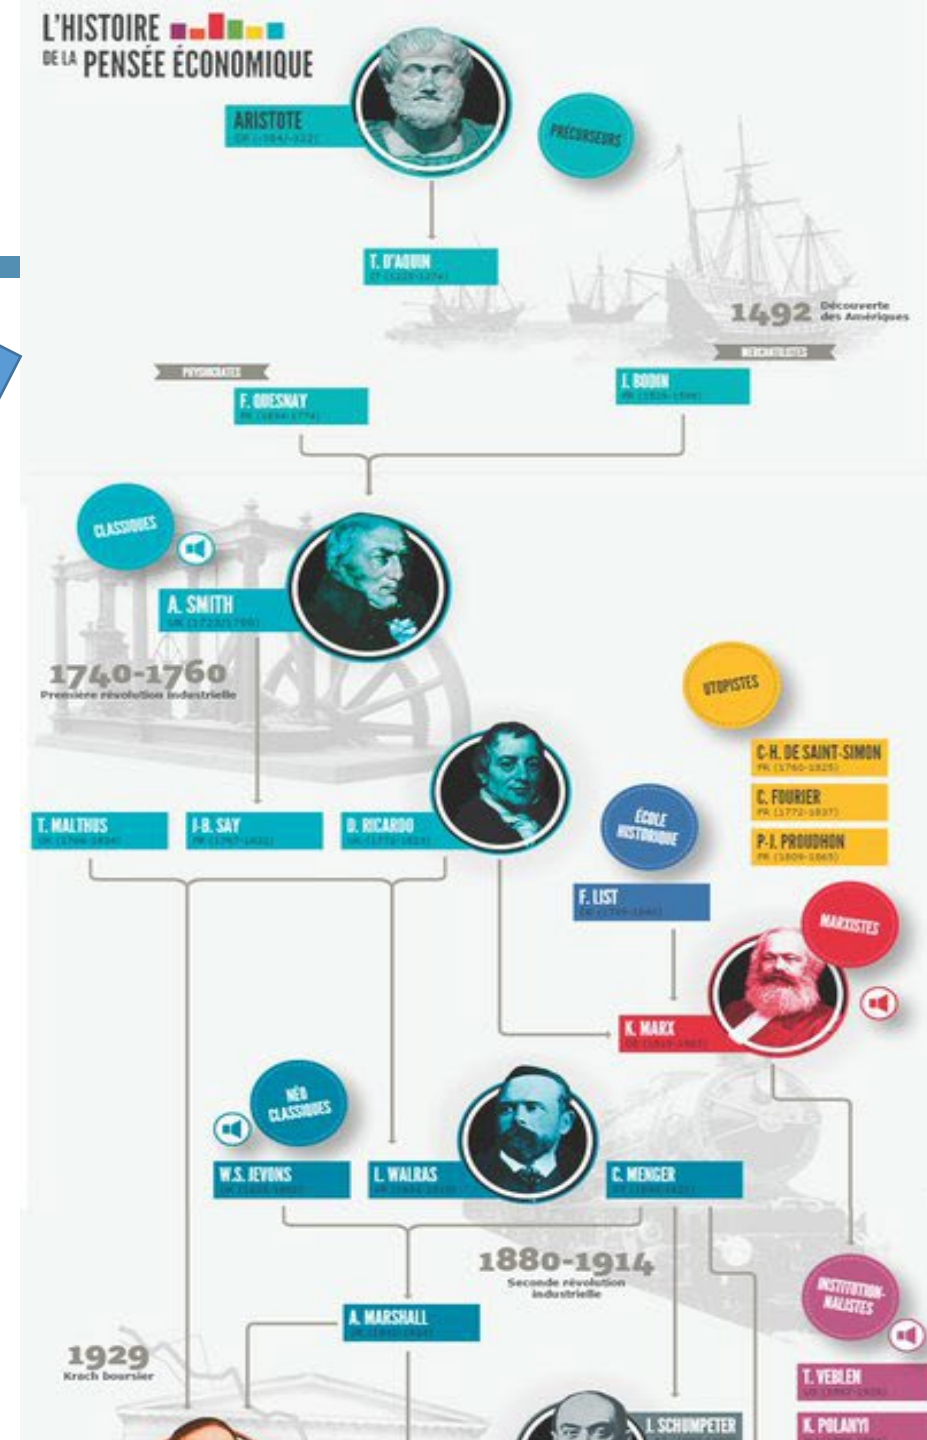 L'HISTOIRE
DE LA PENSÉE ÉCONOMIQUE
ARISTOTE
PRÉCURSEURS
T. D'AQUIN
1492 Découverte
des Amériques
PHYSIOCRATES
F. QUESNAY
J. BODIN
CLASSIQUES
A. SMITH
UK (1723/1790)
1740-1760
Première révolution industrielle
UTOPISTES
C-H. DE SAINT-SIMON
FR (1760-1825)
C. FOURIER
FR (1772-1837)
P-J. PROUDHON
FR (1809-1865)
T. MALTHUS
J-B. SAY
D. RICARDO
ÉCOLE
HISTORIQUE
F. LIST
MARXISTES
K. MARX
NÉO
CLASSIQUES
W.S. JEVONS
L. WALRAS
C. MENGER
1880-1914
Seconde révolution
industrielle
INSTITUTION-
NALISTES
A. MARSHALL
1929
Krach boursier
T. VEBLEN
J. SCHUMPETER
K. POLANYI